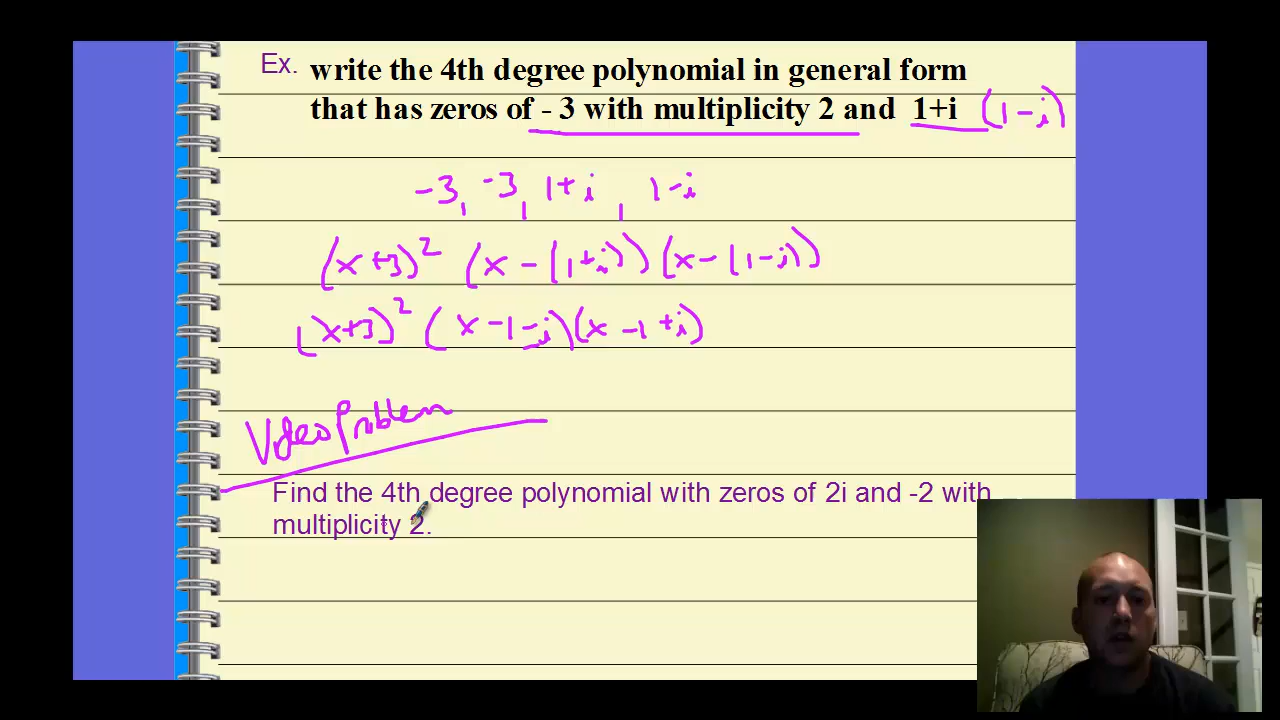 Ex. write the 4th degree polynomial in general form
that has zeros of - 3 with multiplicity 2 and 1+i (1-i)
-3, -3, 1+i, 1-i
(x+3)² (x-(1+i))(x-(1-i))
(x+3)² (x-1-i)(x-1+i)
Video Problem
Find the 4th degree polynomial with zeros of 2i and -2 with
multiplicity 2.